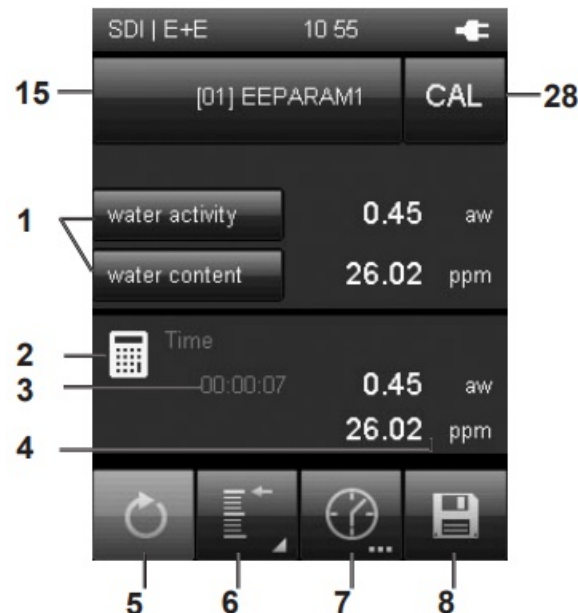 SDI | E+E 10 55
15 [01] EEPARAM1 CAL 28
1 water activity 0.45 aw
water content 26.02 ppm
2 Time
3 00:00:07 0.45 aw
26.02 ppm
4
5 6 7 8